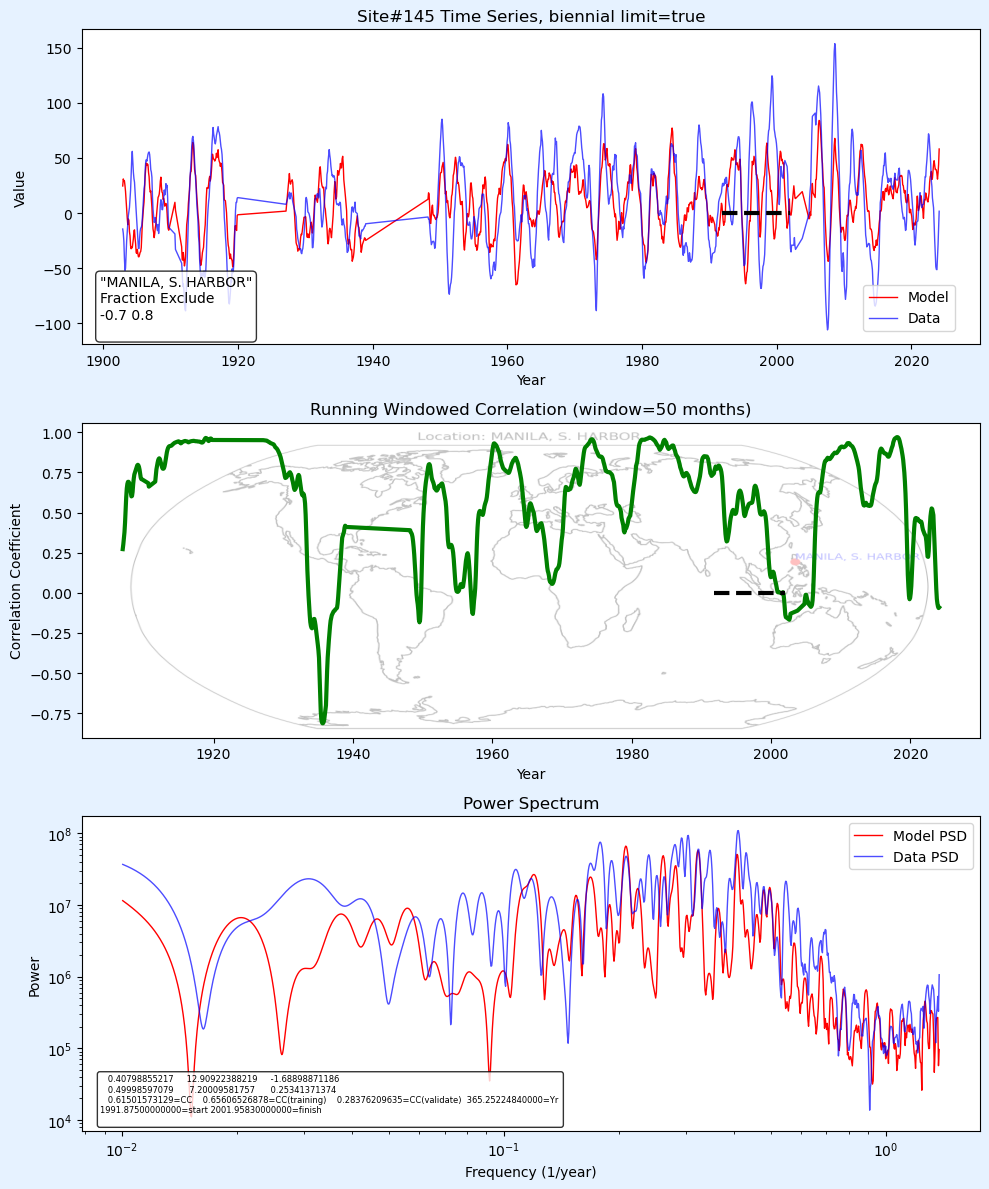 Site#145 Time Series, biennial limit=true
150
100
50
0
−50
−100
Value
"MANILA, S. HARBOR"
Fraction Exclude
-0.7 0.8
Model
Data
1900 1920 1940 1960 1980 2000 2020
Year
Running Windowed Correlation (window=50 months)
Location: MANILA, S. HARBOR
1.00
0.75
0.50
0.25
0.00
−0.25
−0.50
−0.75
Correlation Coefficient
MANILA, S. HARBOR
1920 1940 1960 1980 2000 2020
Year
Power Spectrum
Model PSD
Data PSD
10⁸
10⁷
10⁶
10⁵
10⁴
Power
0.40798855217 12.90922388219 -1.68898871186
0.49998597079 7.20009581757 0.25341371374
0.61501573129=CC 0.65606526878=CC(training) 0.28376209635=CC(validate) 365.25224840000=Yr
1991.87500000000=start 2001.95830000000=finish
10⁻² 10⁻¹ 10⁰
Frequency (1/year)